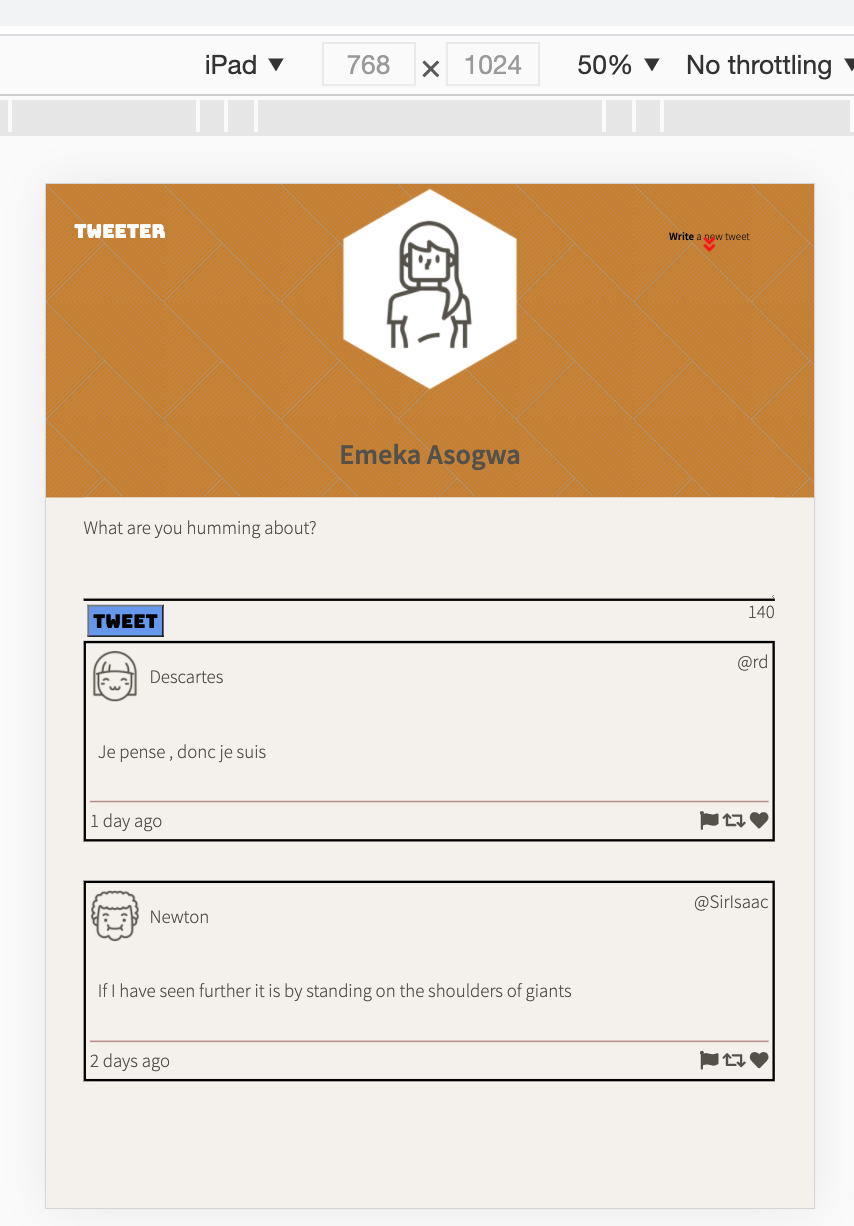 iPad ▼ 768 × 1024 50% ▼ No throttling ▼
TWEETER
Write a new tweet
Emeka Asogwa
What are you humming about?
TWEET
140
Descartes
@rd
Je pense , donc je suis
1 day ago
Newton
@SirIsaac
If I have seen further it is by standing on the shoulders of giants
2 days ago